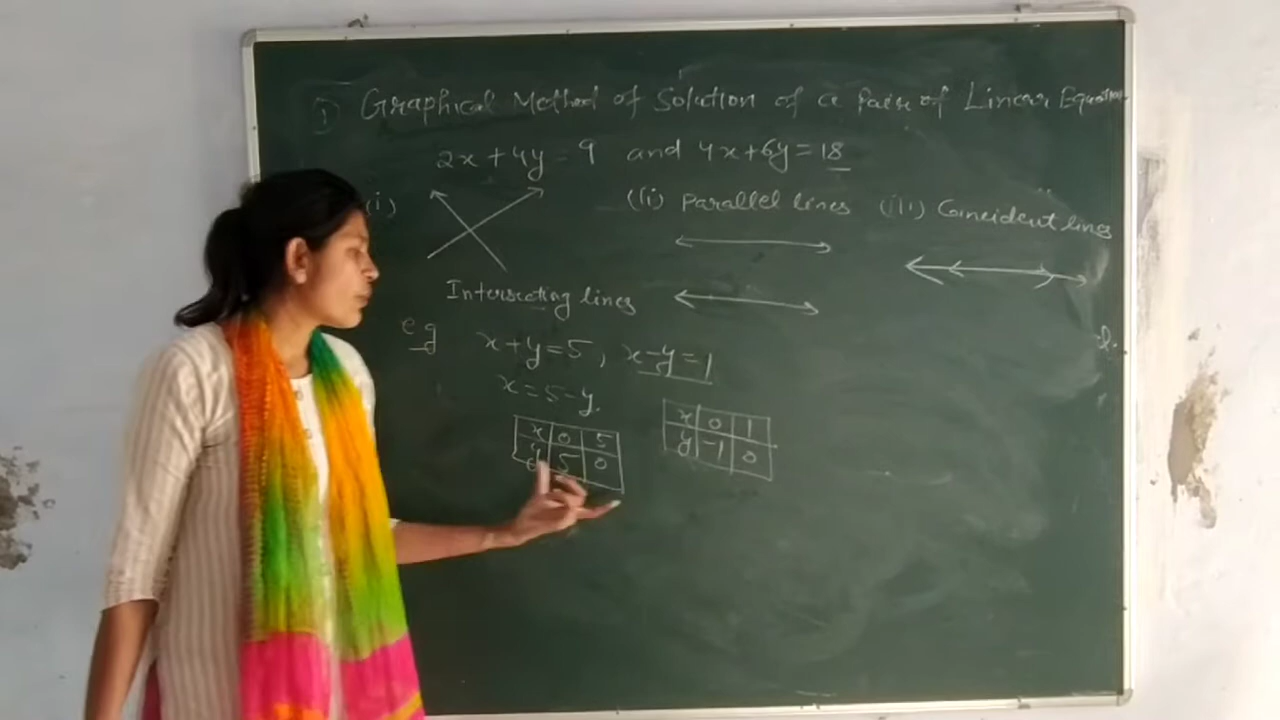 ① Graphical Method of Solution of a Pair of Linear Equation
2x + 4y = 9 and 4x+6y = 18
(i)
(ii) Parallel lines
(iii) Coincident lines
Intersecting lines
eg x+y=5, x-y=1
x = 5-y.
x 0 5
y 5 0
x 0 1
y -1 0